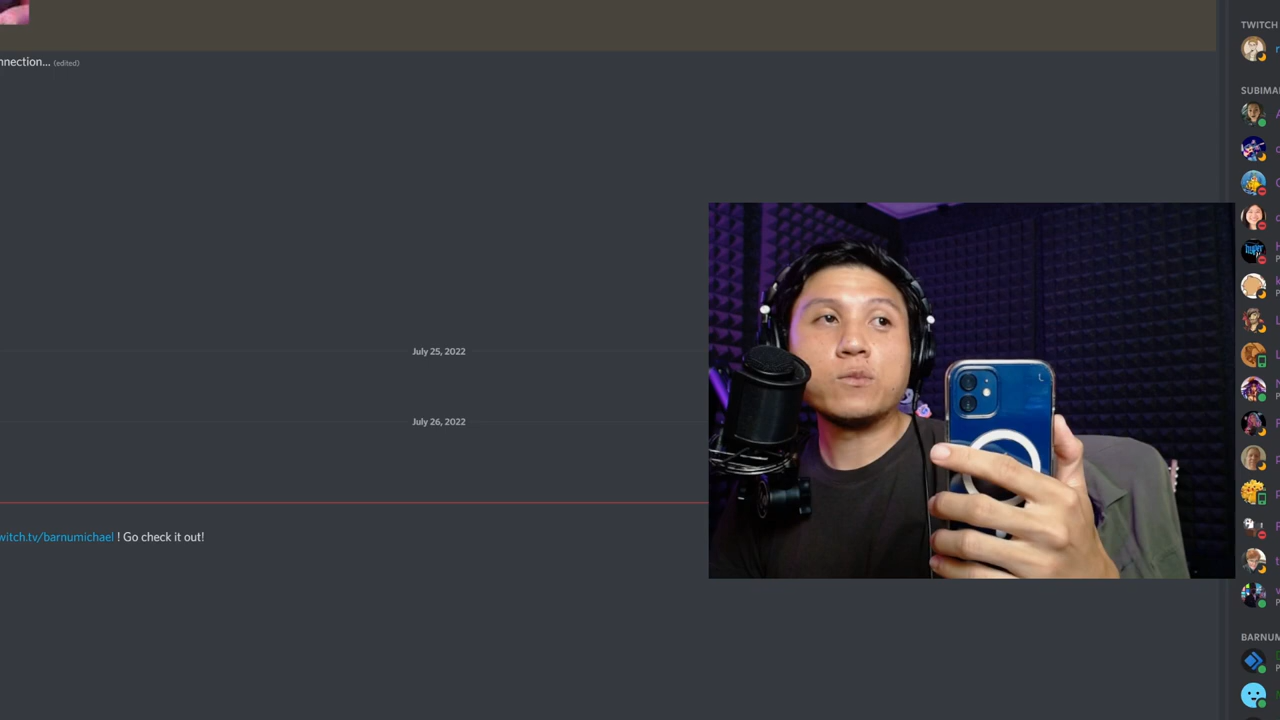 TWITCH
nnection... (edited)
SUBIMA
July 25, 2022
July 26, 2022
witch.tv/barnumichael ! Go check it out!
BARNUM